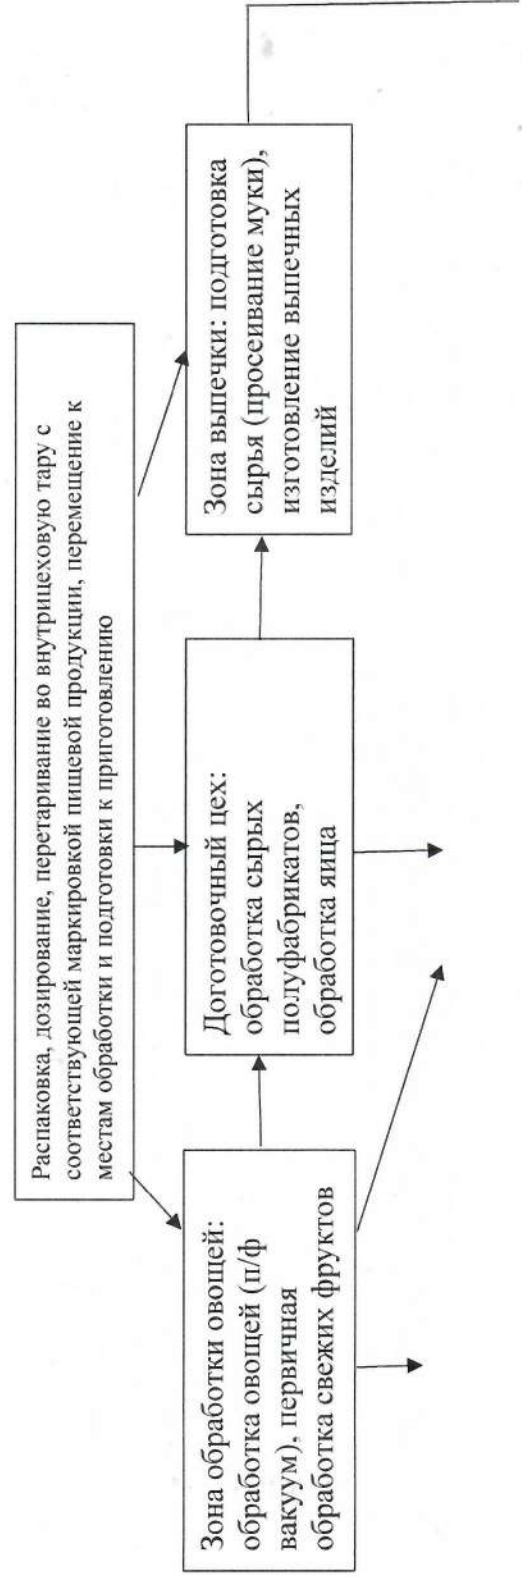 Распаковка, дозирование, перетаривание во внутрицеховую тару с
соответствующей маркировкой пищевой продукции, перемещение к
местам обработки и подготовки к приготовлению
Зона обработки овощей:
обработка овощей (п/ф
вакуум), первичная
обработка свежих фруктов
Доготовочный цех:
обработка сырых
полуфабрикатов,
обработка яица
Зона выпечки: подготовка
сырья (просеивание муки),
изготовление выпечных
изделий